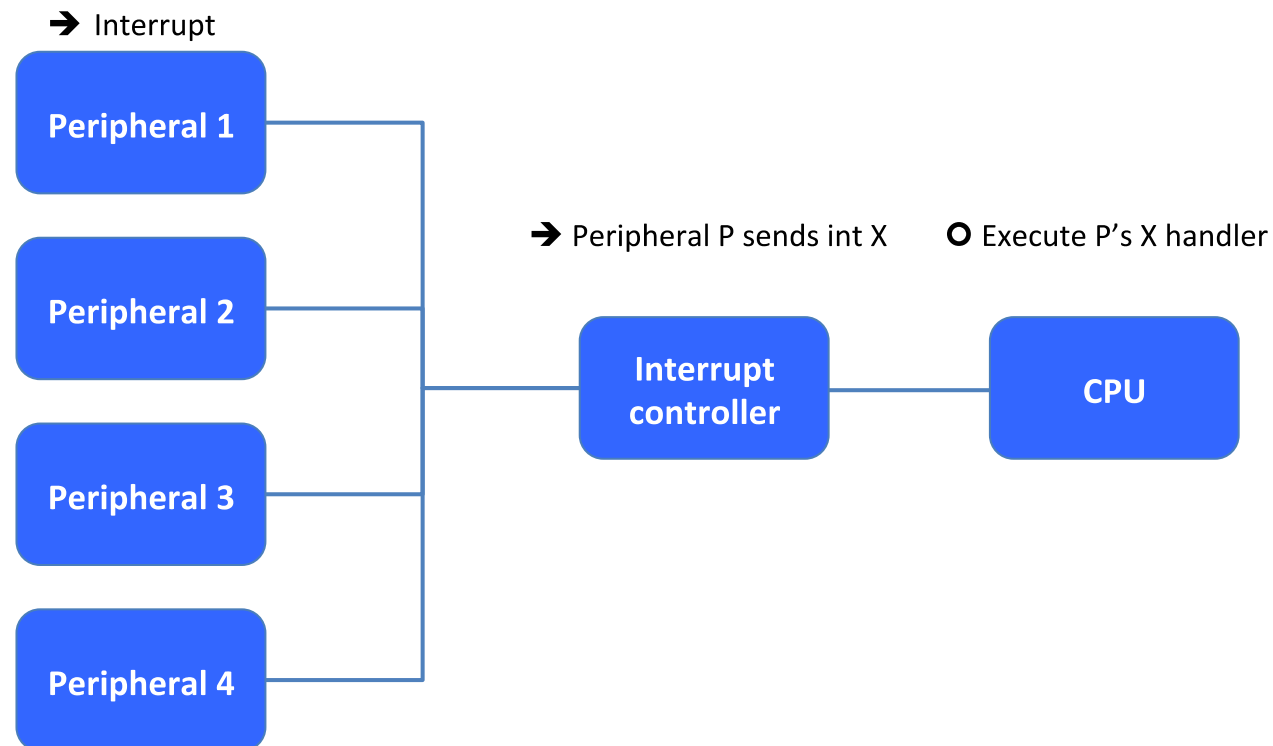 ➔ Interrupt
Peripheral 1
Peripheral 2
➔ Peripheral P sends int X
Execute P’s X handler
Interrupt
controller
CPU
Peripheral 3
Peripheral 4